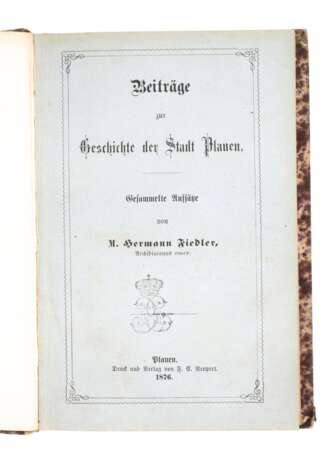 Beiträge
zur
Geschichte der Stadt Plauen.
Gesammelte Aufsätze
von
M. Hermann Fiedler,
Archidiaconus emer.
Plauen.
Druck und Verlag von F. E. Neupert.
1876.